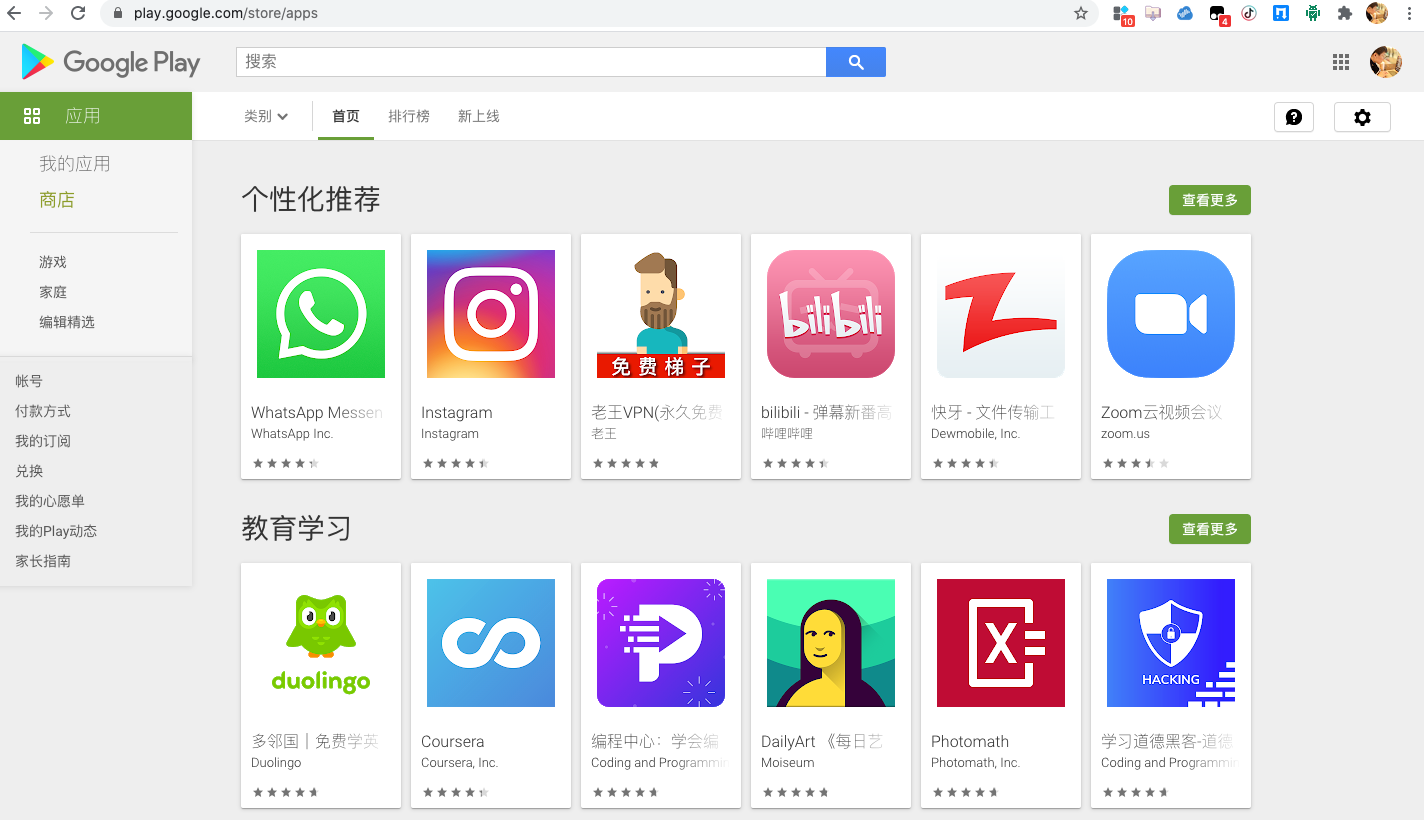 play.google.com/store/apps
10
4
Google Play
搜索
应用
类别
首页
排行榜
新上线
我的应用
商店
游戏
家庭
编辑精选
帐号
付款方式
我的订阅
兑换
我的心愿单
我的Play动态
家长指南
个性化推荐
查看更多
免费梯子
bilibili
WhatsApp Messen
WhatsApp Inc.
Instagram
Instagram
老王VPN(永久免费
老王
bilibili - 弹幕新番高
哔哩哔哩
快牙 - 文件传输工
Dewmobile, Inc.
Zoom云视频会议
zoom.us
教育学习
查看更多
duolingo
HACKING
多邻国｜免费学英
Duolingo
Coursera
Coursera, Inc.
编程中心：学会编
Coding and Programmin
DailyArt 《每日艺
Moiseum
Photomath
Photomath, Inc.
学习道德黑客-道德
Coding and Programmin